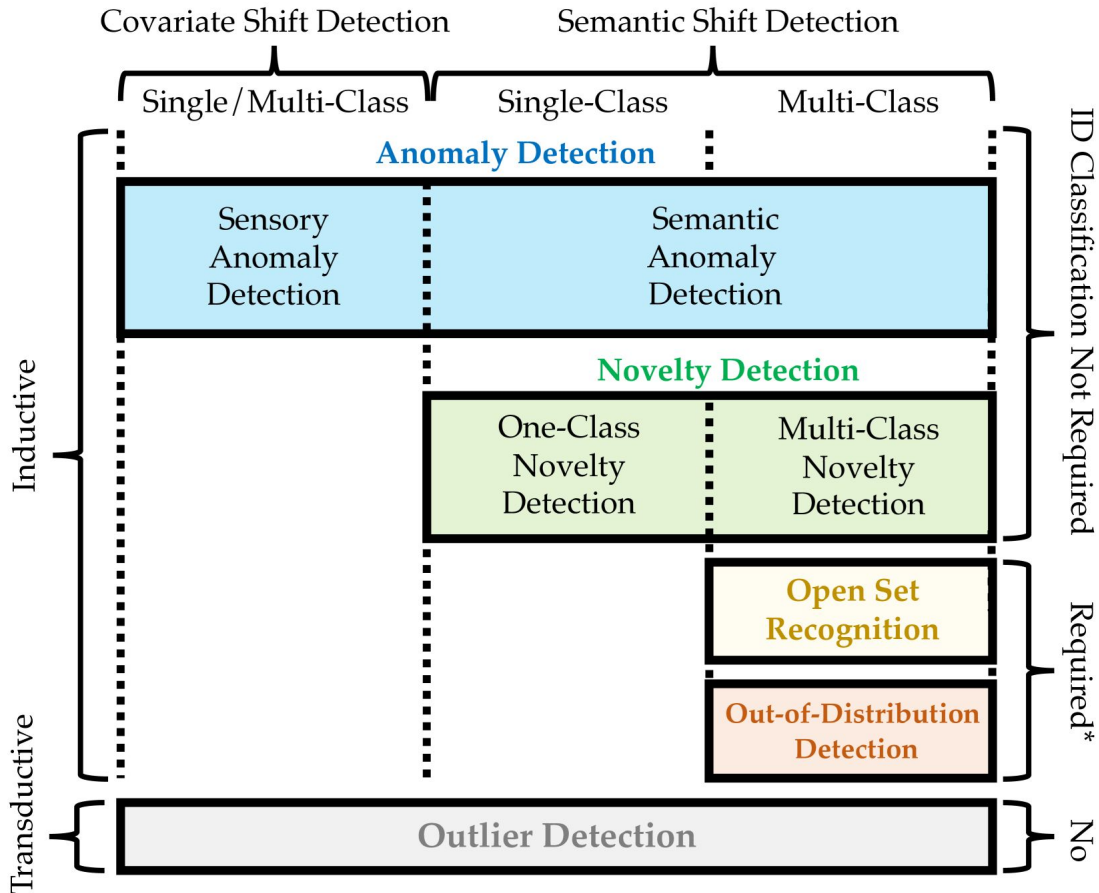 Covariate Shift Detection
Semantic Shift Detection
Single/Multi-Class
Single-Class
Multi-Class
Anomaly Detection
Sensory
Anomaly
Detection
Semantic
Anomaly
Detection
Novelty Detection
One-Class
Novelty
Detection
Multi-Class
Novelty
Detection
Open Set
Recognition
Out-of-Distribution
Detection
Outlier Detection
Inductive
Transductive
ID Classification Not Required
Required*
No